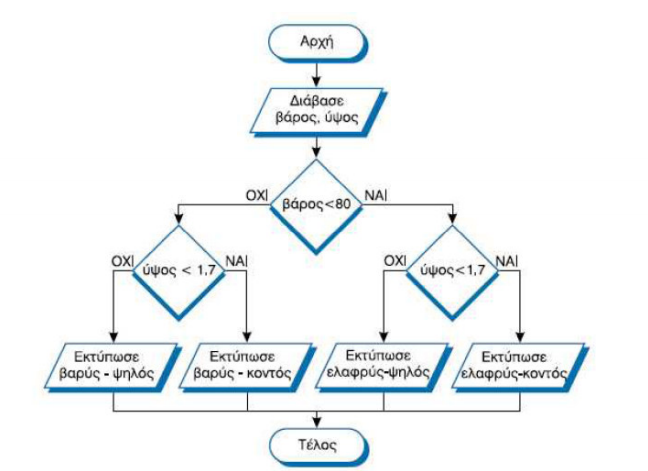 Αρχή
Διάβασε
βάρος, ύψος
ΟΧΙ
βάρος<80
ΝΑΙ
ΟΧΙ
ύψος < 1,7
ΝΑΙ
ΟΧΙ
ύψος<1,7
ΝΑΙ
Εκτύπωσε
βαρύς - ψηλός
Εκτύπωσε
βαρύς - κοντός
Εκτύπωσε
ελαφρύς-ψηλός
Εκτύπωσε
ελαφρύς-κοντός
Τέλος